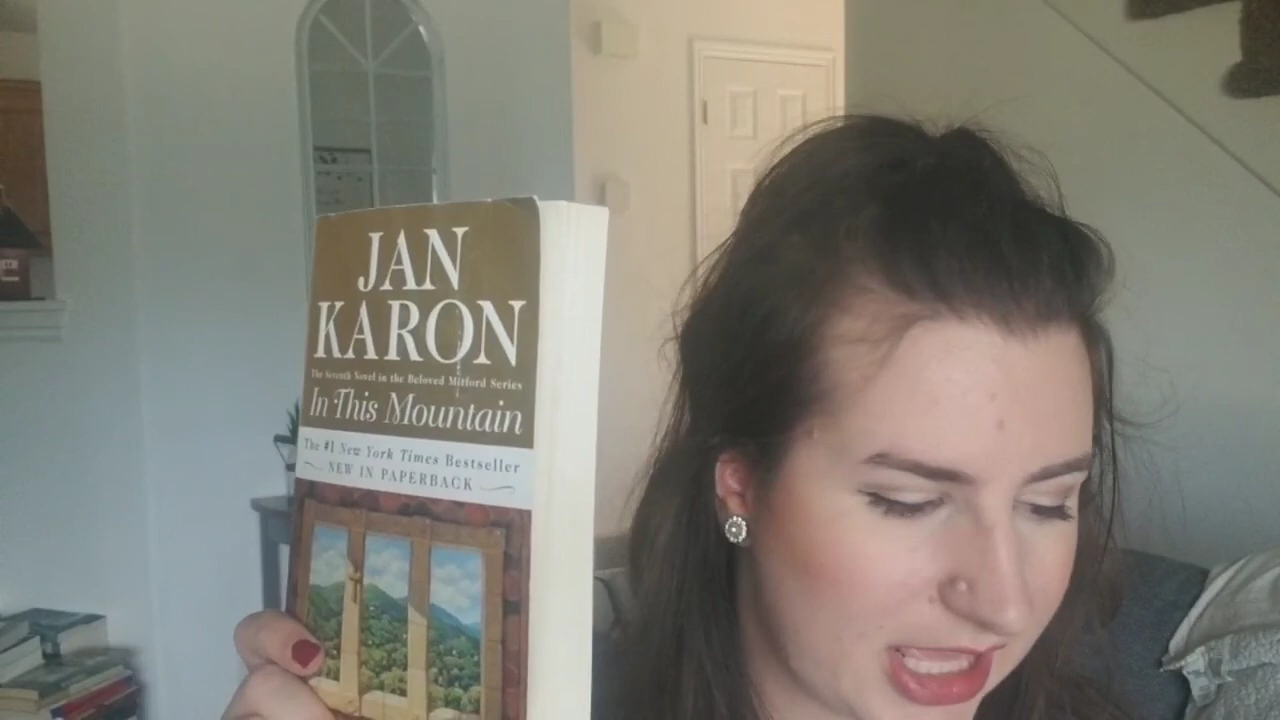 JAN
KARON
The Seventh Novel in the Beloved Mitford Series
In This Mountain
The #1 New York Times Bestseller
NEW IN PAPERBACK